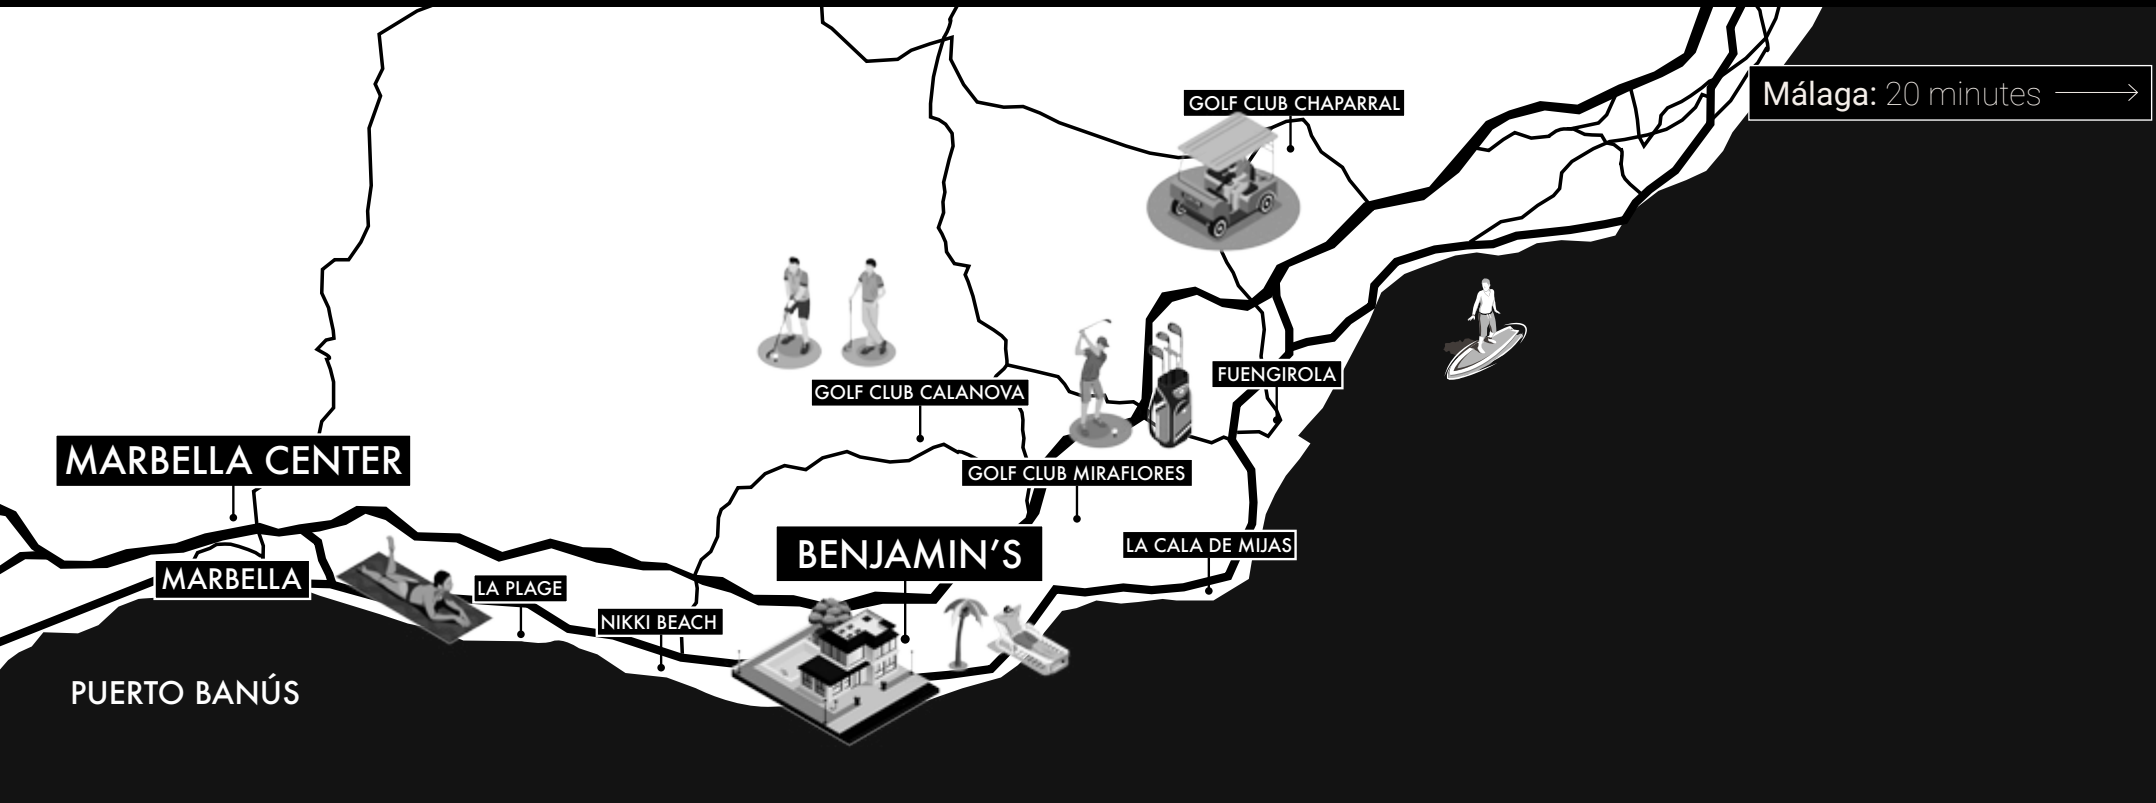 GOLF CLUB CHAPARRAL
Málaga: 20 minutes
FUENGIROLA
GOLF CLUB CALANOVA
MARBELLA CENTER
GOLF CLUB MIRAFLORES
BENJAMIN'S
LA CALA DE MIJAS
MARBELLA
LA PLAGE
NIKKI BEACH
PUERTO BANÚS